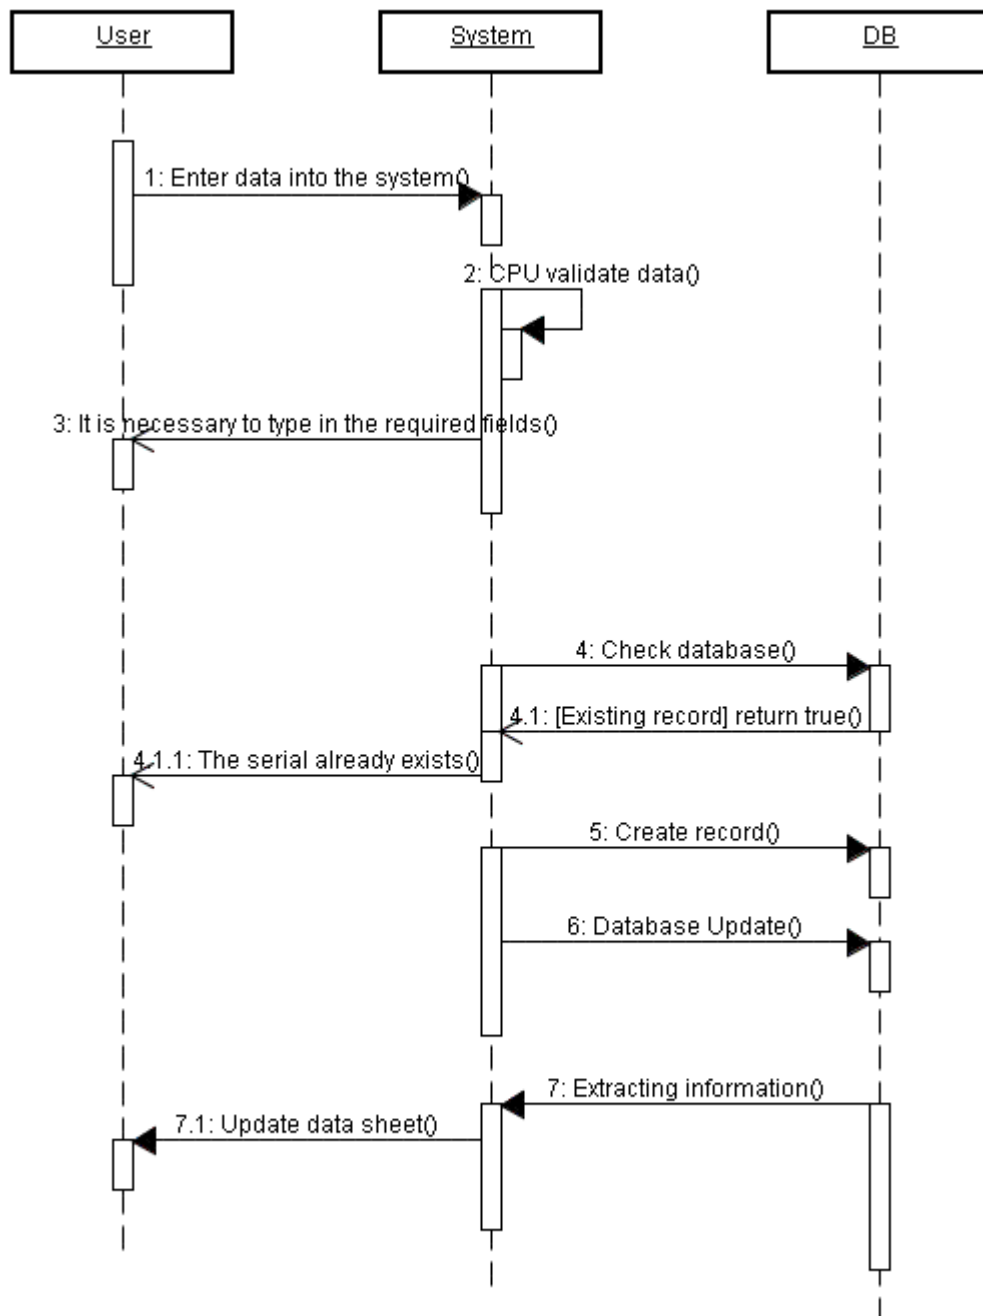 User
System
DB
1: Enter data into the system()
2: CPU validate data()
3: It is necessary to type in the required fields()
4: Check database()
4.1: [Existing record] return true()
4.1.1: The serial already exists()
5: Create record()
6: Database Update()
7: Extracting information()
7.1: Update data sheet()